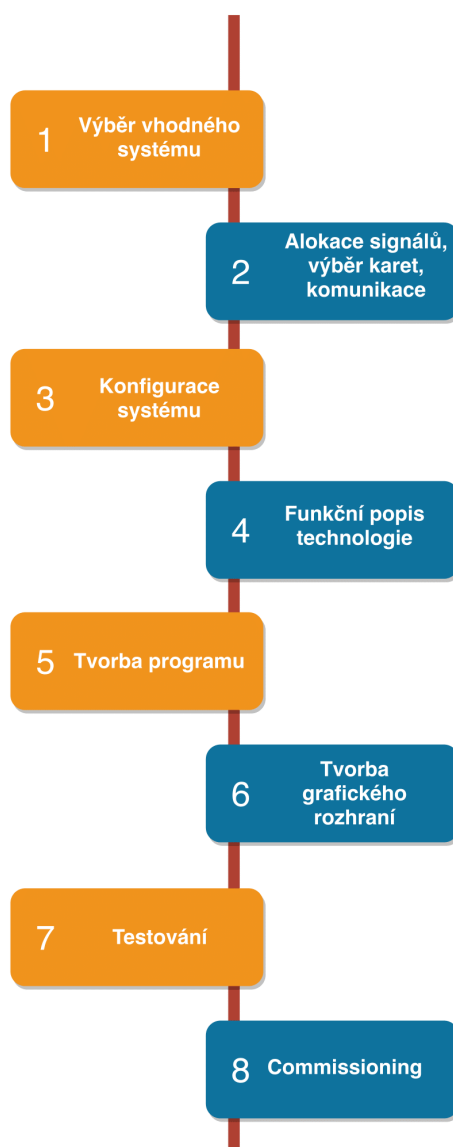 1
Výběr vhodného
systému
2
Alokace signálů,
výběr karet,
komunikace
3
Konfigurace
systému
4
Funkční popis
technologie
5
Tvorba programu
6
Tvorba
grafického
rozhraní
7
Testování
8
Commissioning